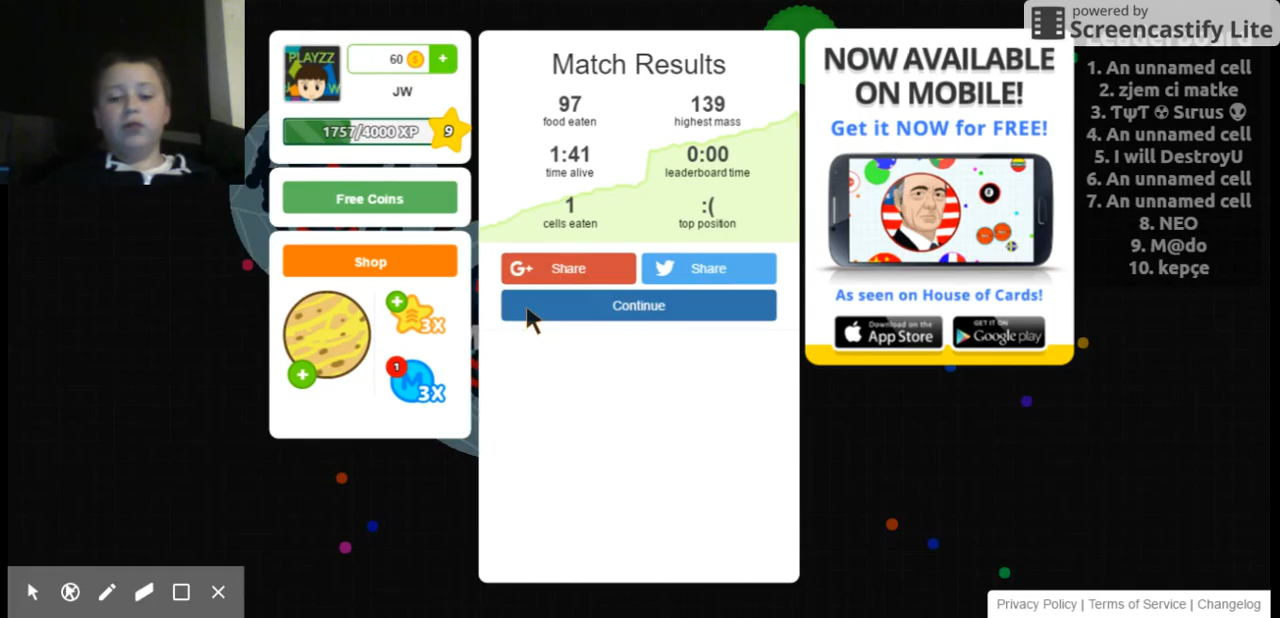 powered by
Screencastify Lite
PLAYZZ
JW
60
+
JW
1757/4000 XP
9
Free Coins
Shop
+
+
3X
1
M
3X
Match Results
97
food eaten
139
highest mass
1:41
time alive
0:00
leaderboard time
1
cells eaten
:(
top position
G+ Share
Share
Continue
NOW AVAILABLE
ON MOBILE!
Get it NOW for FREE!
8
As seen on House of Cards!
Download on the
App Store
GET IT ON
Google play
1. An unnamed cell
2. zjem ci matke
3. TψT ☢ Sιrιus 👽
4. An unnamed cell
5. I will DestroyU
6. An unnamed cell
7. An unnamed cell
8. NEO
9. M@do
10. kepçe
Privacy Policy | Terms of Service | Changelog